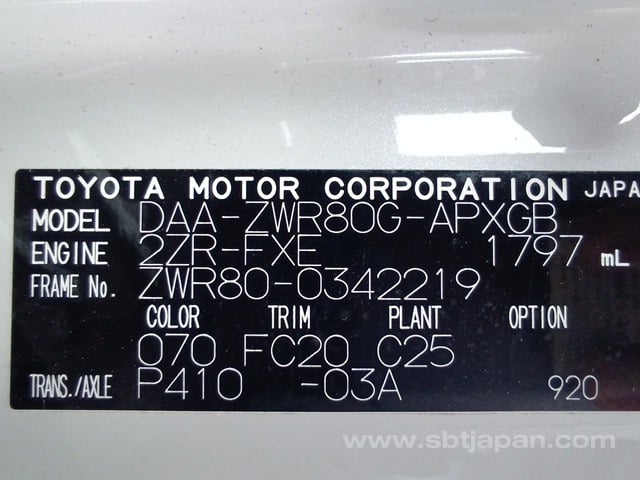 TOYOTA MOTOR CORPORATION JAPA
MODEL DAA-ZWR80G-APXGB
ENGINE 2ZR-FXE 1797 mL
FRAME No. ZWR80-0342219
COLOR TRIM PLANT OPTION
070 FC20 C25
TRANS./AXLE P410 -03A 920
www.sbtjapan.com